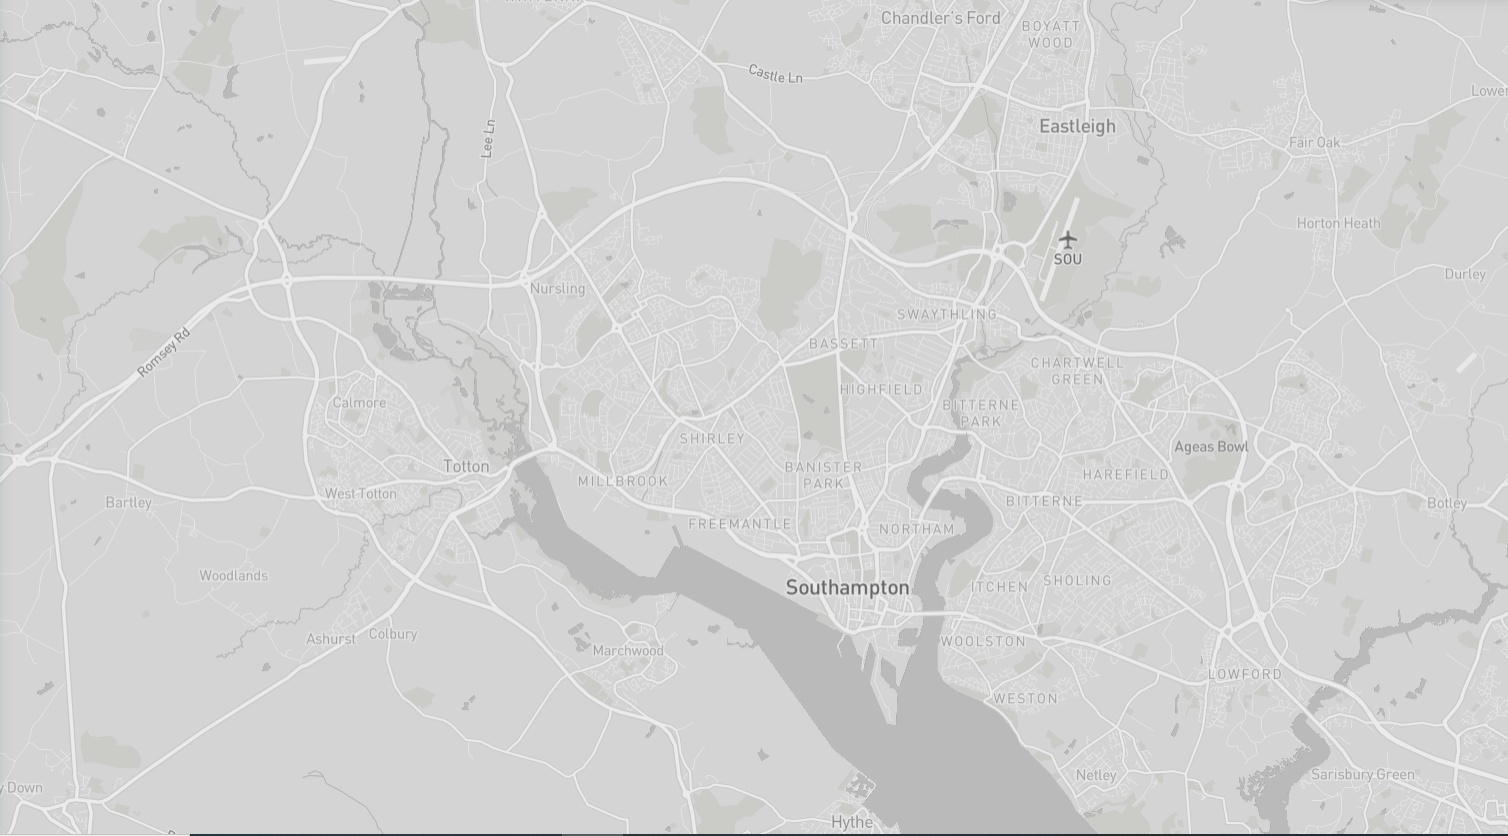 Chandler's Ford
BOYATT
WOOD
Castle Ln
Lower
Eastleigh
Lee Ln
Fair Oak
Horton Heath
SOU
Durley
Nursling
SWAYTHLING
Romsey Rd
BASSETT
CHARTWELL
GREEN
HIGHFIELD
Calmore
BITTERNE
PARK
SHIRLEY
Ageas Bowl
Totton
BANISTER
PARK
HAREFIELD
MILLBROOK
West Totton
Bartley
BITTERNE
Botley
FREEMANTLE
NORTHAM
Woodlands
Southampton
ITCHEN
SHOLING
Ashurst
Colbury
WOOLSTON
Marchwood
LOWFORD
WESTON
Netley
Sarisbury Green
y Down
Hythe